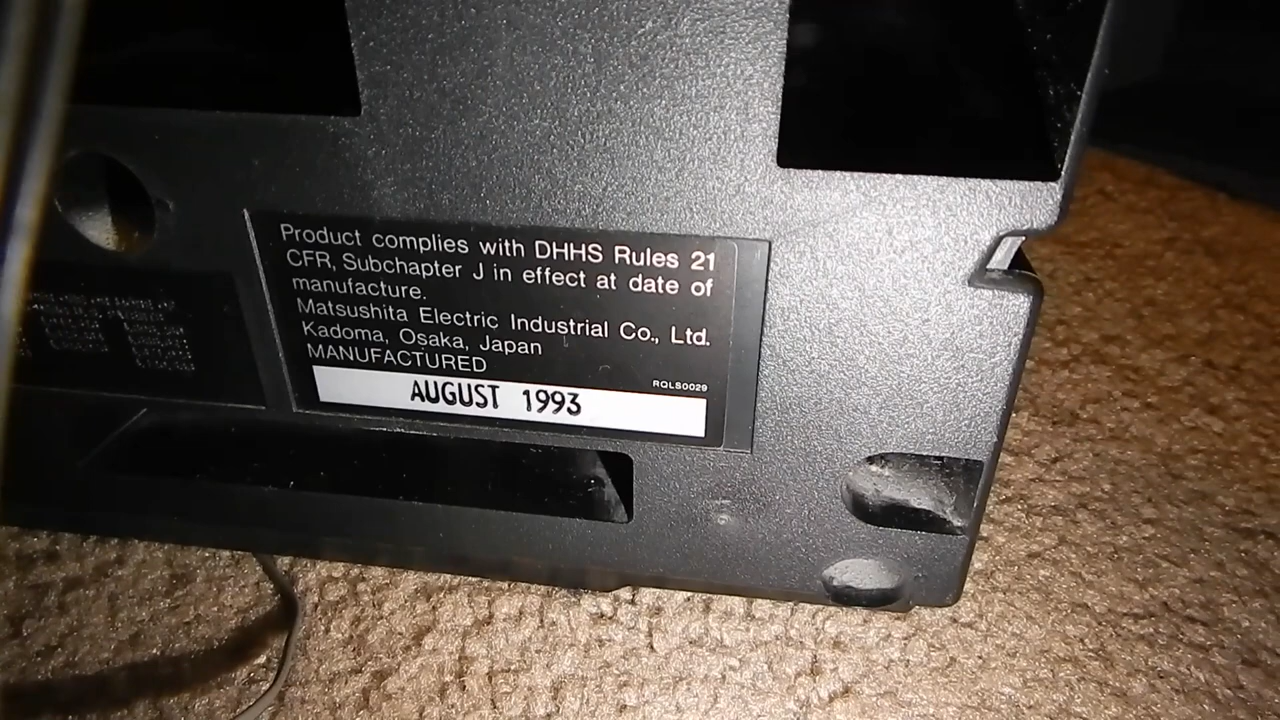 Product complies with DHHS Rules 21
CFR, Subchapter J in effect at date of
manufacture.
Matsushita Electric Industrial Co., Ltd.
Kadoma, Osaka, Japan
MANUFACTURED
RQLS0029
AUGUST 1993